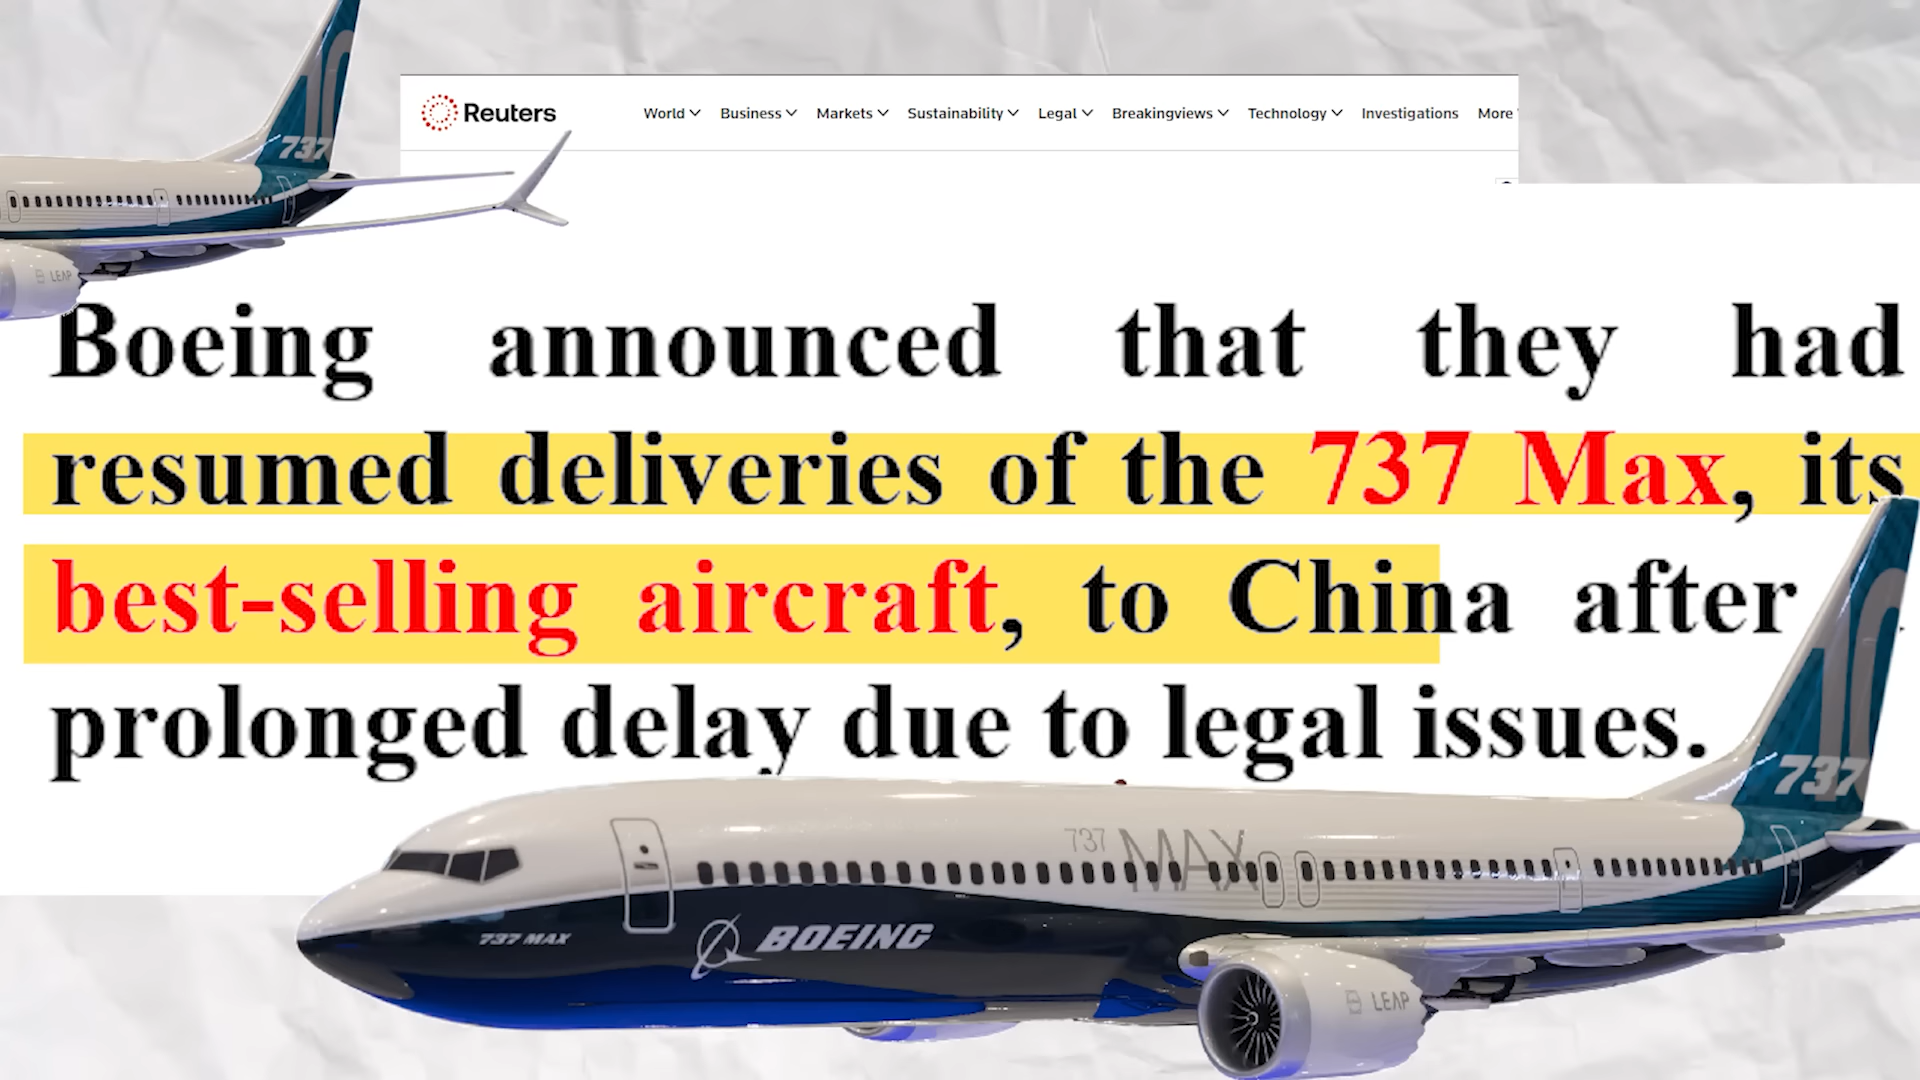 Reuters World Business Markets Sustainability Legal Breakingviews Technology Investigations More
737
LEAP
Boeing announced that they had
resumed deliveries of the 737 Max, its
best-selling aircraft, to China after
prolonged delay due to legal issues.
737
737 MAX
737 MAX
BOEING
LEAP